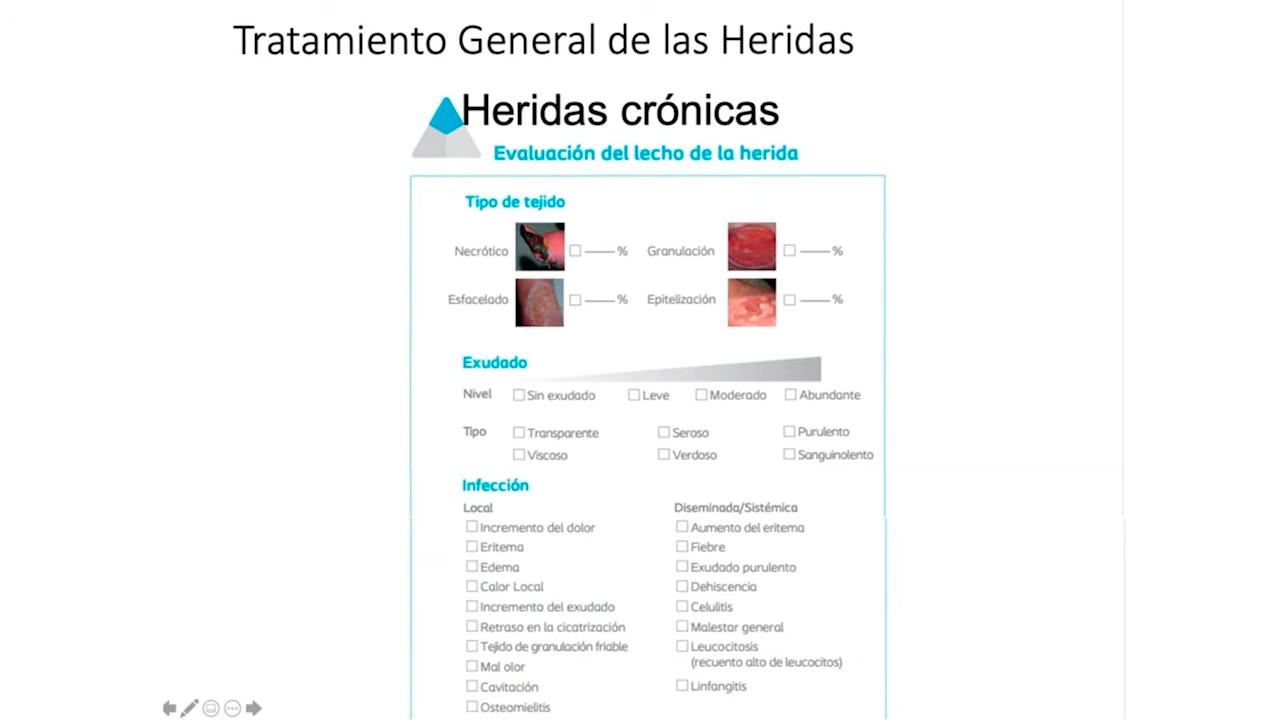 Tratamiento General de las Heridas
Heridas crónicas
Evaluación del lecho de la herida
Tipo de tejido
Necrótico % Granulación %
Esfacelado % Epitelización %
Exudado
Nivel Sin exudado Leve Moderado Abundante
Tipo Transparente Seroso Purulento
Viscoso Verdoso Sanguinolento
Infección
Local Diseminada/Sistémica
Incremento del dolor Aumento del eritema
Eritema Fiebre
Edema Exudado purulento
Calor Local Dehiscencia
Incremento del exudado Celulitis
Retraso en la cicatrización Malestar general
Tejido de granulación friable Leucocitosis
(recuento alto de leucocitos)
Mal olor
Cavitación Linfangitis
Osteomielitis